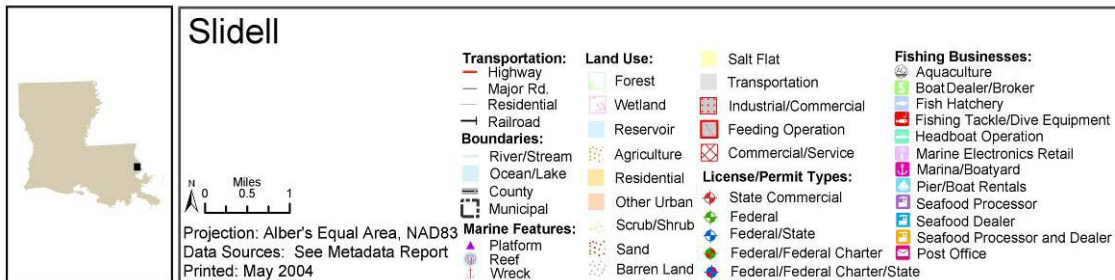 Slidell
N
Miles
0 0.5 1
Projection: Alber's Equal Area, NAD83
Data Sources: See Metadata Report
Printed: May 2004
Transportation:
Highway
Major Rd.
Residential
Railroad
Boundaries:
River/Stream
Ocean/Lake
County
Municipal
Marine Features:
Platform
Reef
Wreck
Land Use:
Forest
Wetland
Reservoir
Agriculture
Residential
Other Urban
Scrub/Shrub
Sand
Barren Land
Salt Flat
Transportation
Industrial/Commercial
Feeding Operation
Commercial/Service
License/Permit Types:
State Commercial
Federal
Federal/State
Federal/Federal Charter
Federal/Federal Charter/State
Fishing Businesses:
Aquaculture
Boat Dealer/Broker
Fish Hatchery
Fishing Tackle/Dive Equipment
Headboat Operation
Marine Electronics Retail
Marina/Boatyard
Pier/Boat Rentals
Seafood Processor
Seafood Dealer
Seafood Processor and Dealer
Post Office